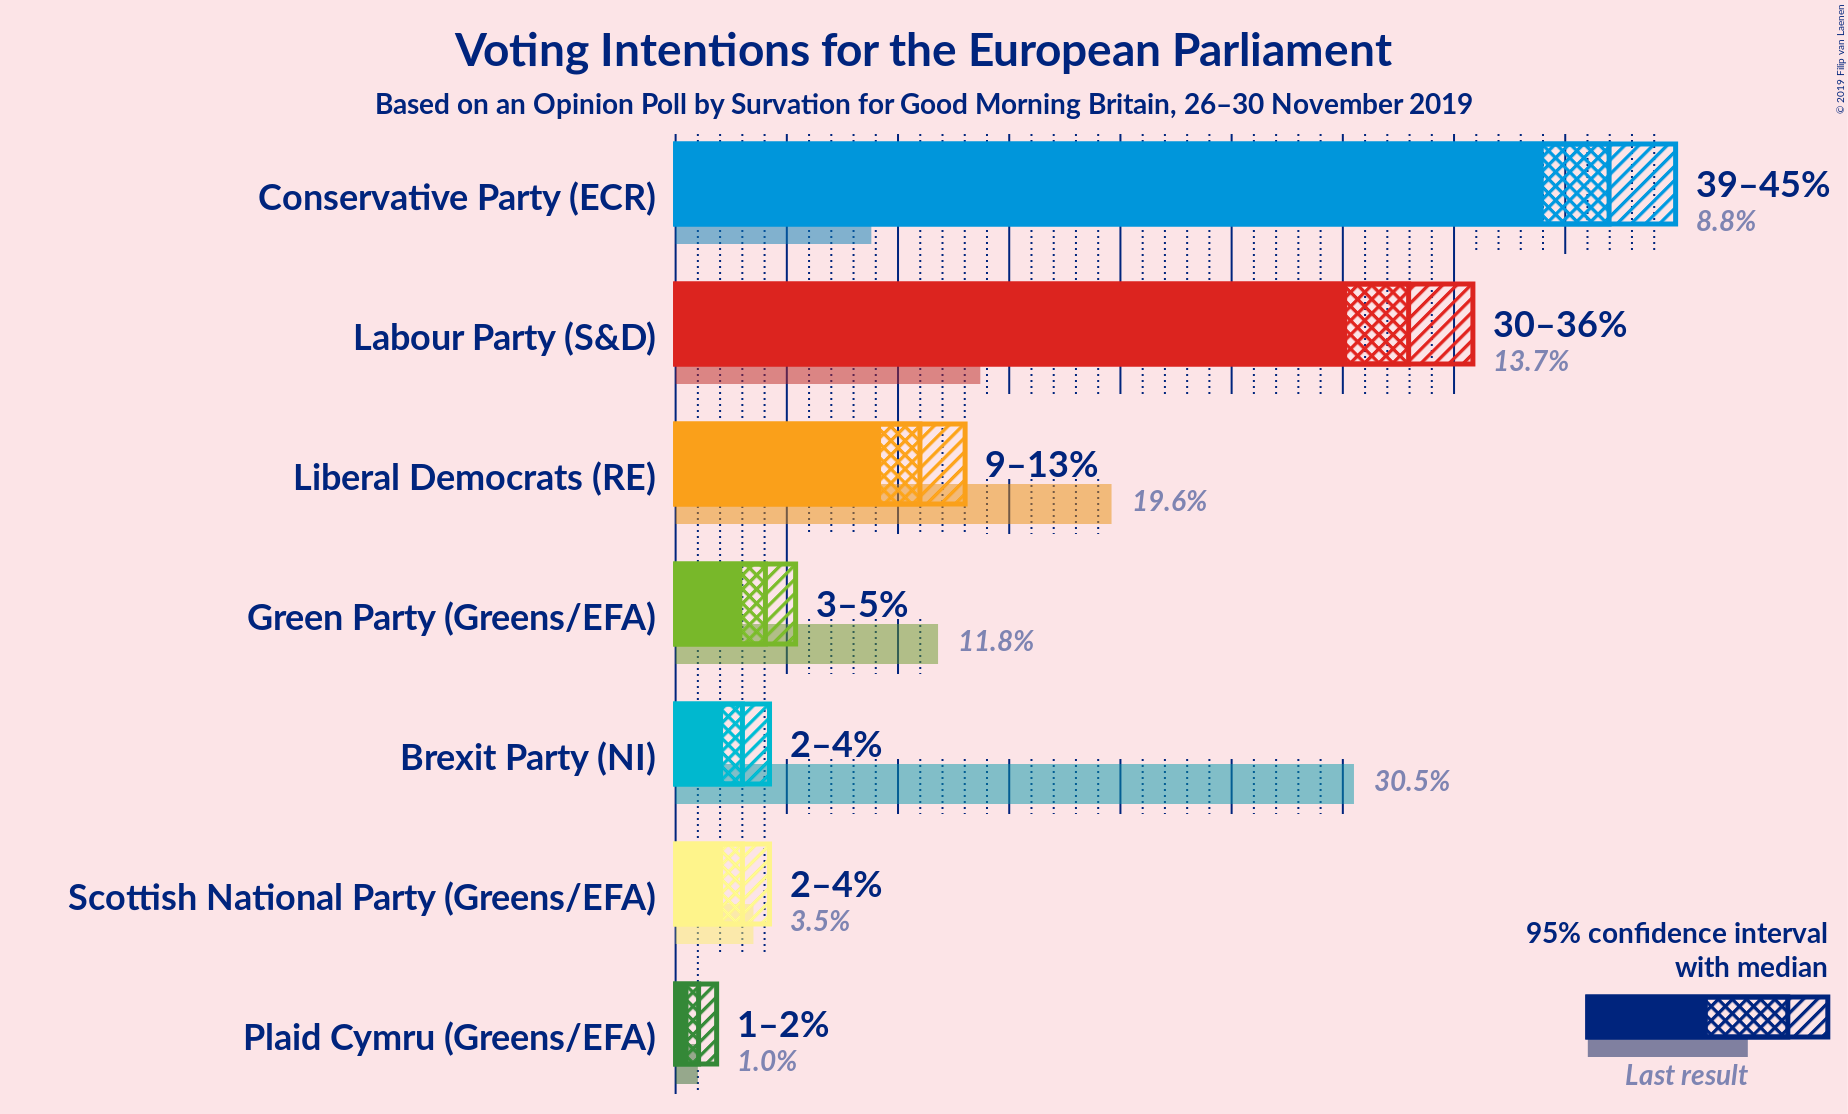 Voting Intentions for the European Parliament
Based on an Opinion Poll by Survation for Good Morning Britain, 26–30 November 2019
© 2019 Filip van Laenen
Conservative Party (ECR)
39–45%
8.8%
Labour Party (S&D)
30–36%
13.7%
Liberal Democrats (RE)
9–13%
19.6%
Green Party (Greens/EFA)
3–5%
11.8%
Brexit Party (NI)
2–4%
30.5%
Scottish National Party (Greens/EFA)
2–4%
3.5%
Plaid Cymru (Greens/EFA)
1–2%
1.0%
95% confidence interval
with median
Last result